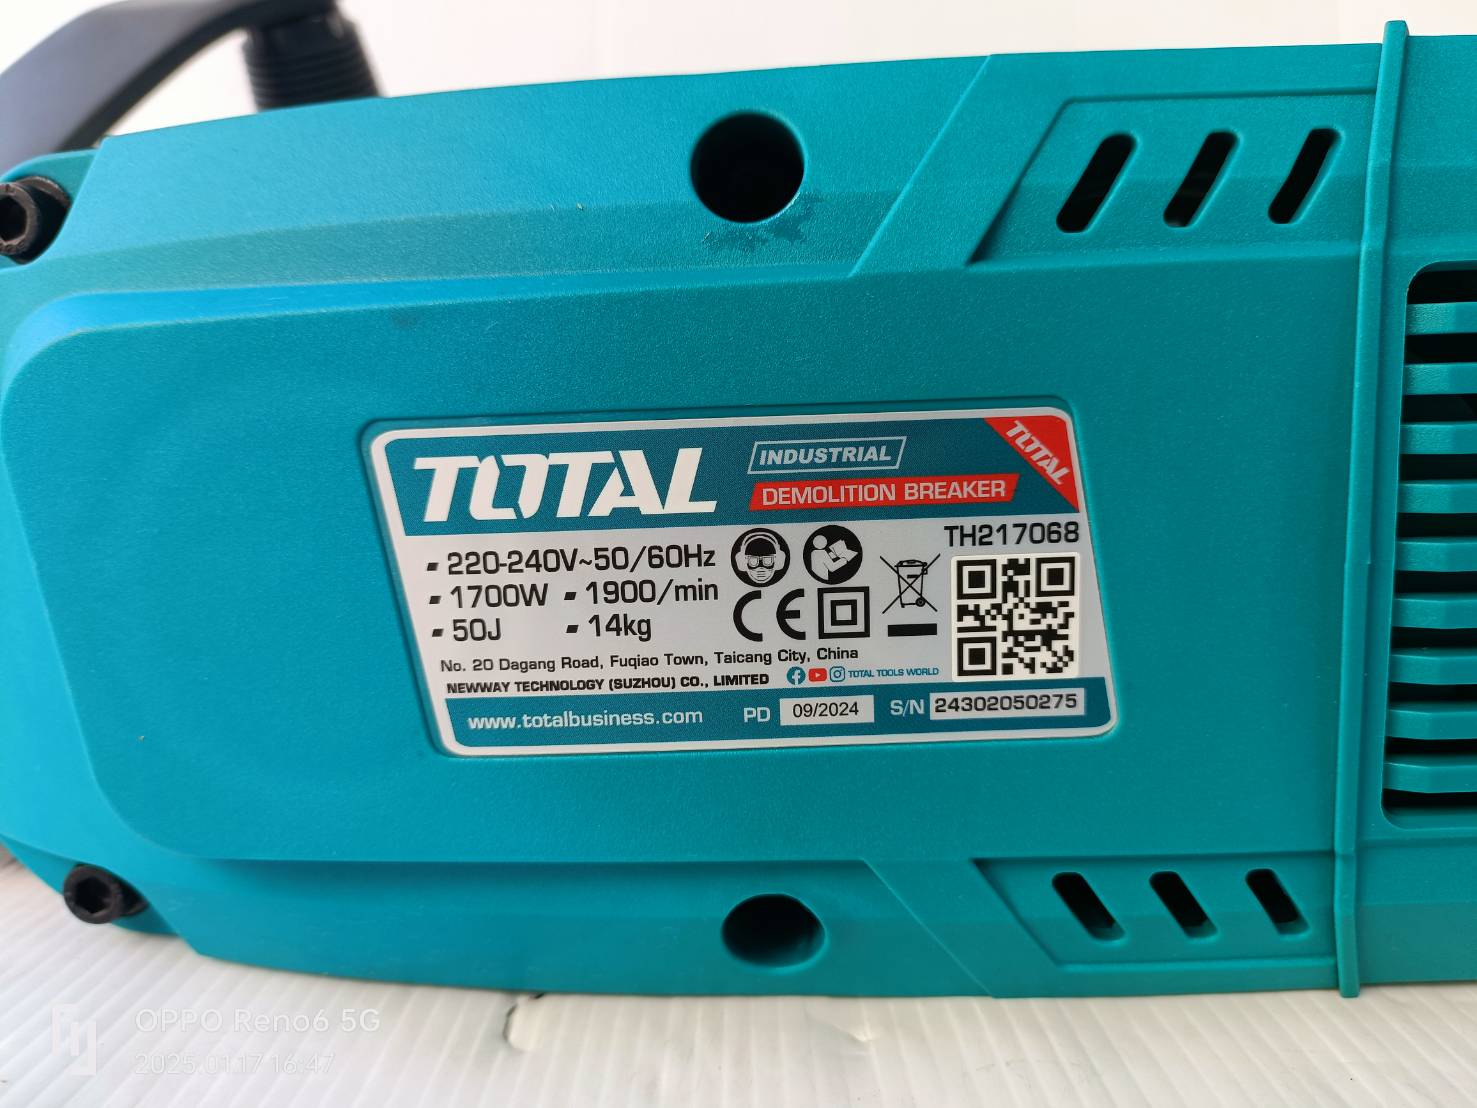 TOTAL
INDUSTRIAL
DEMOLITION BREAKER
TOTAL
TH217068
220-240V~50/60Hz
1700W 1900/min
50J 14kg
CE
No. 20 Dagang Road, Fuqiao Town, Taicang City, China
NEWWAY TECHNOLOGY (SUZHOU) CO., LIMITED
TOTAL TOOLS WORLD
www.totalbusiness.com PD 09/2024 S/N 24302050275
OPPO Reno6 5G
2025.01.17 16:47